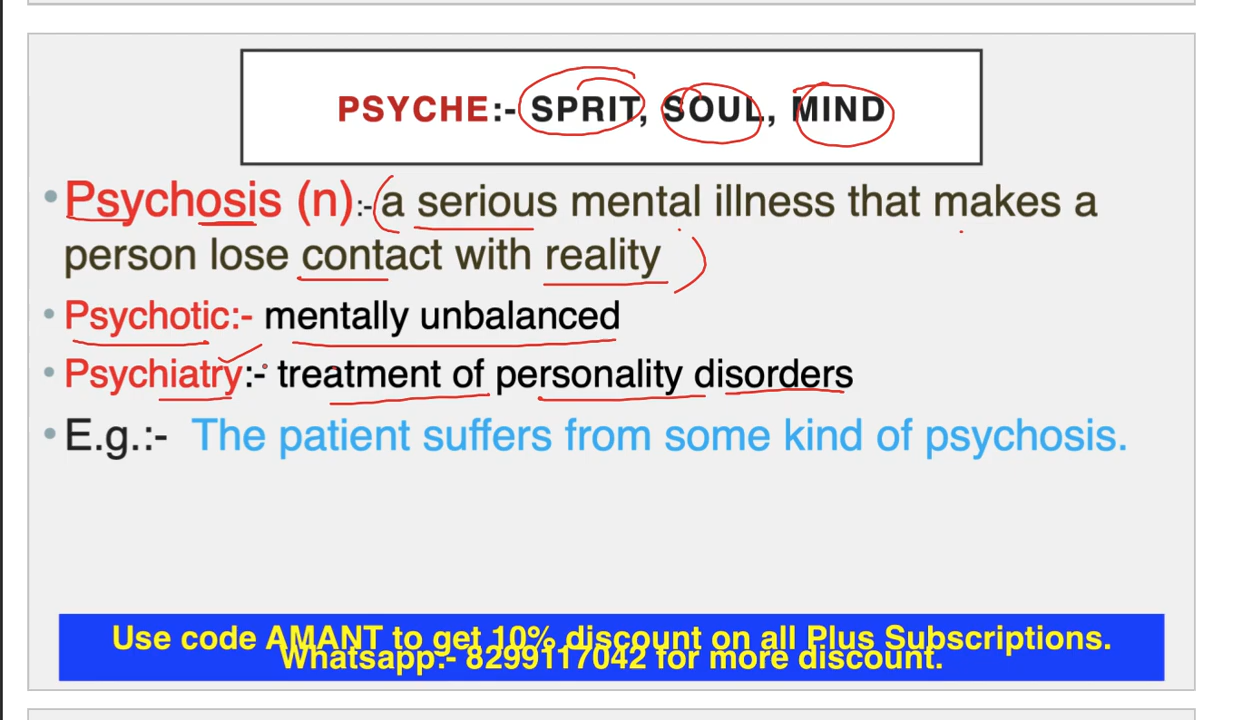 PSYCHE:- SPRIT, SOUL, MIND
• Psychosis (n):-a serious mental illness that makes a
person lose contact with reality
• Psychotic:- mentally unbalanced
• Psychiatry:- treatment of personality disorders
• E.g.:- The patient suffers from some kind of psychosis.
Use code AMANT to get 10% discount on all Plus Subscriptions.
Whatsapp:- 8299117042 for more discount.